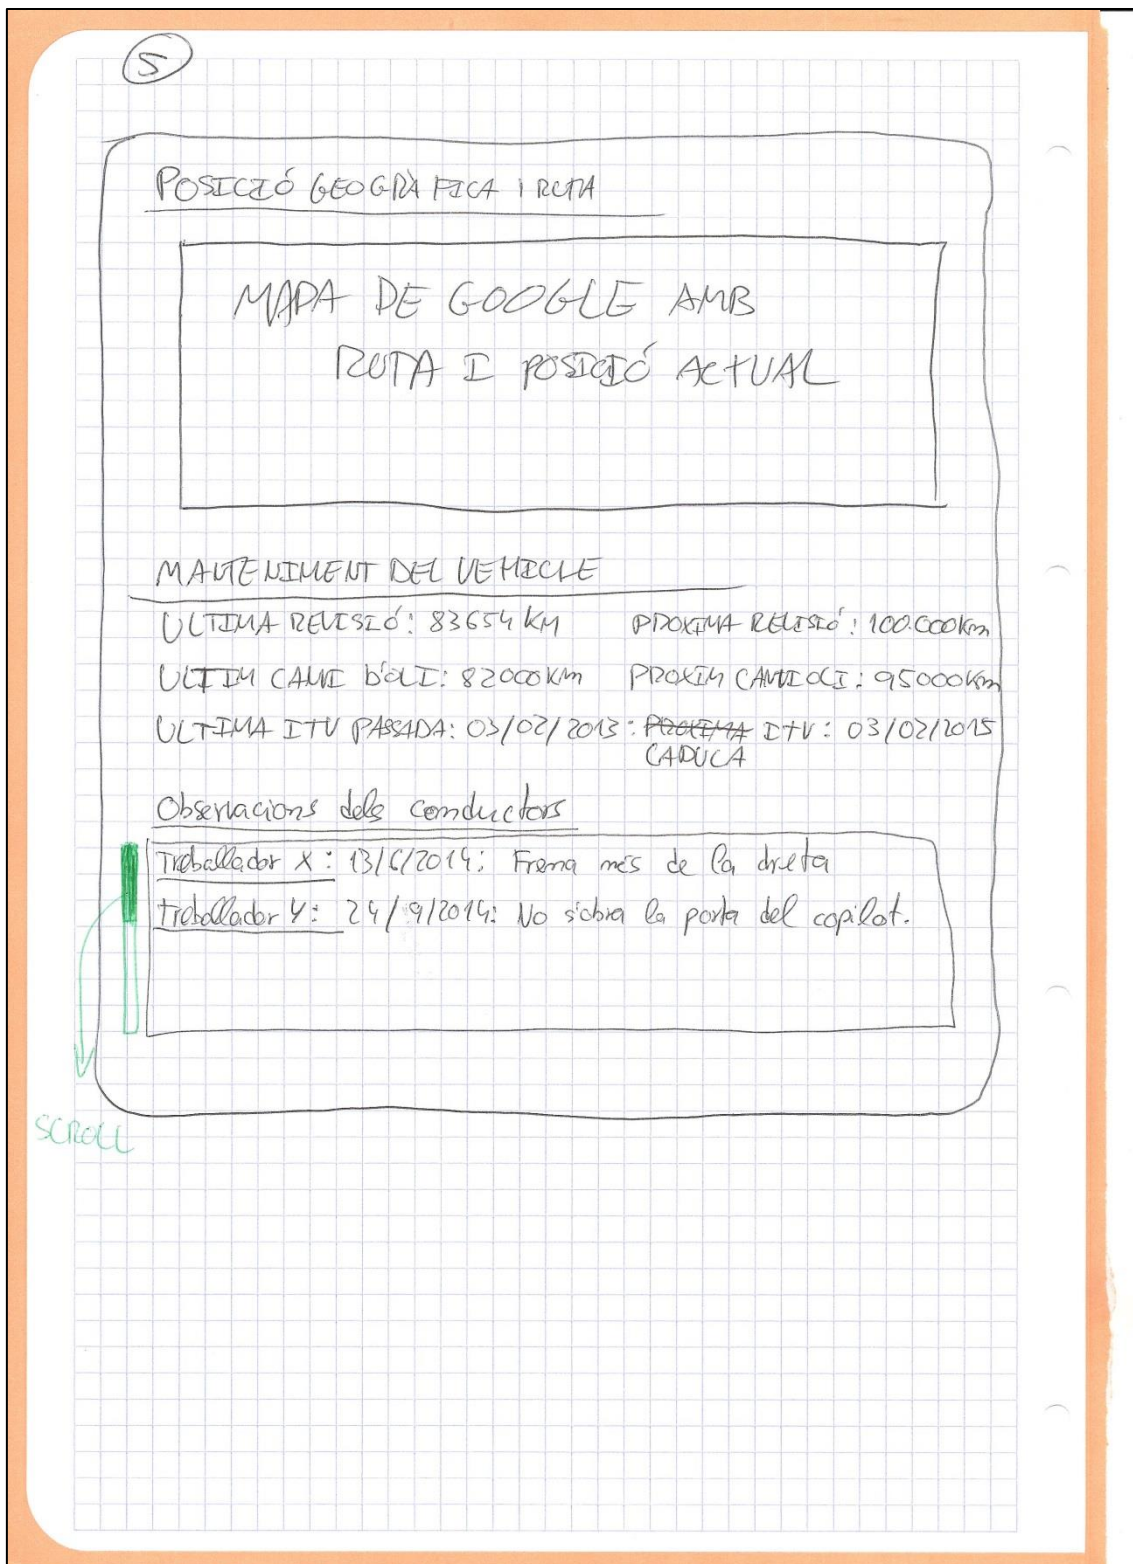 5
POSICIÓ GEOGRÀFICA I RUTA
MAPA DE GOOGLE AMB
RUTA I POSICIÓ ACTUAL
MANTENIMENT DEL VEHICLE
ULTIMA REVISIÓ: 83654 KM PROXIMA REVISIÓ: 100.000Km
ULTIM CANVI D'OLI: 82000Km PROXIM CANVI OLI: 95000Km
ULTIMA ITV PASSADA: 03/02/2013: ~~PROXIMA~~ ITV: 03/02/2015
CADUCA
Observacions dels conductors
Treballador X: 13/6/2014: Frena més de la dreta
Treballador Y: 24/9/2014: No s'obra la porta del copilot.
SCROLL